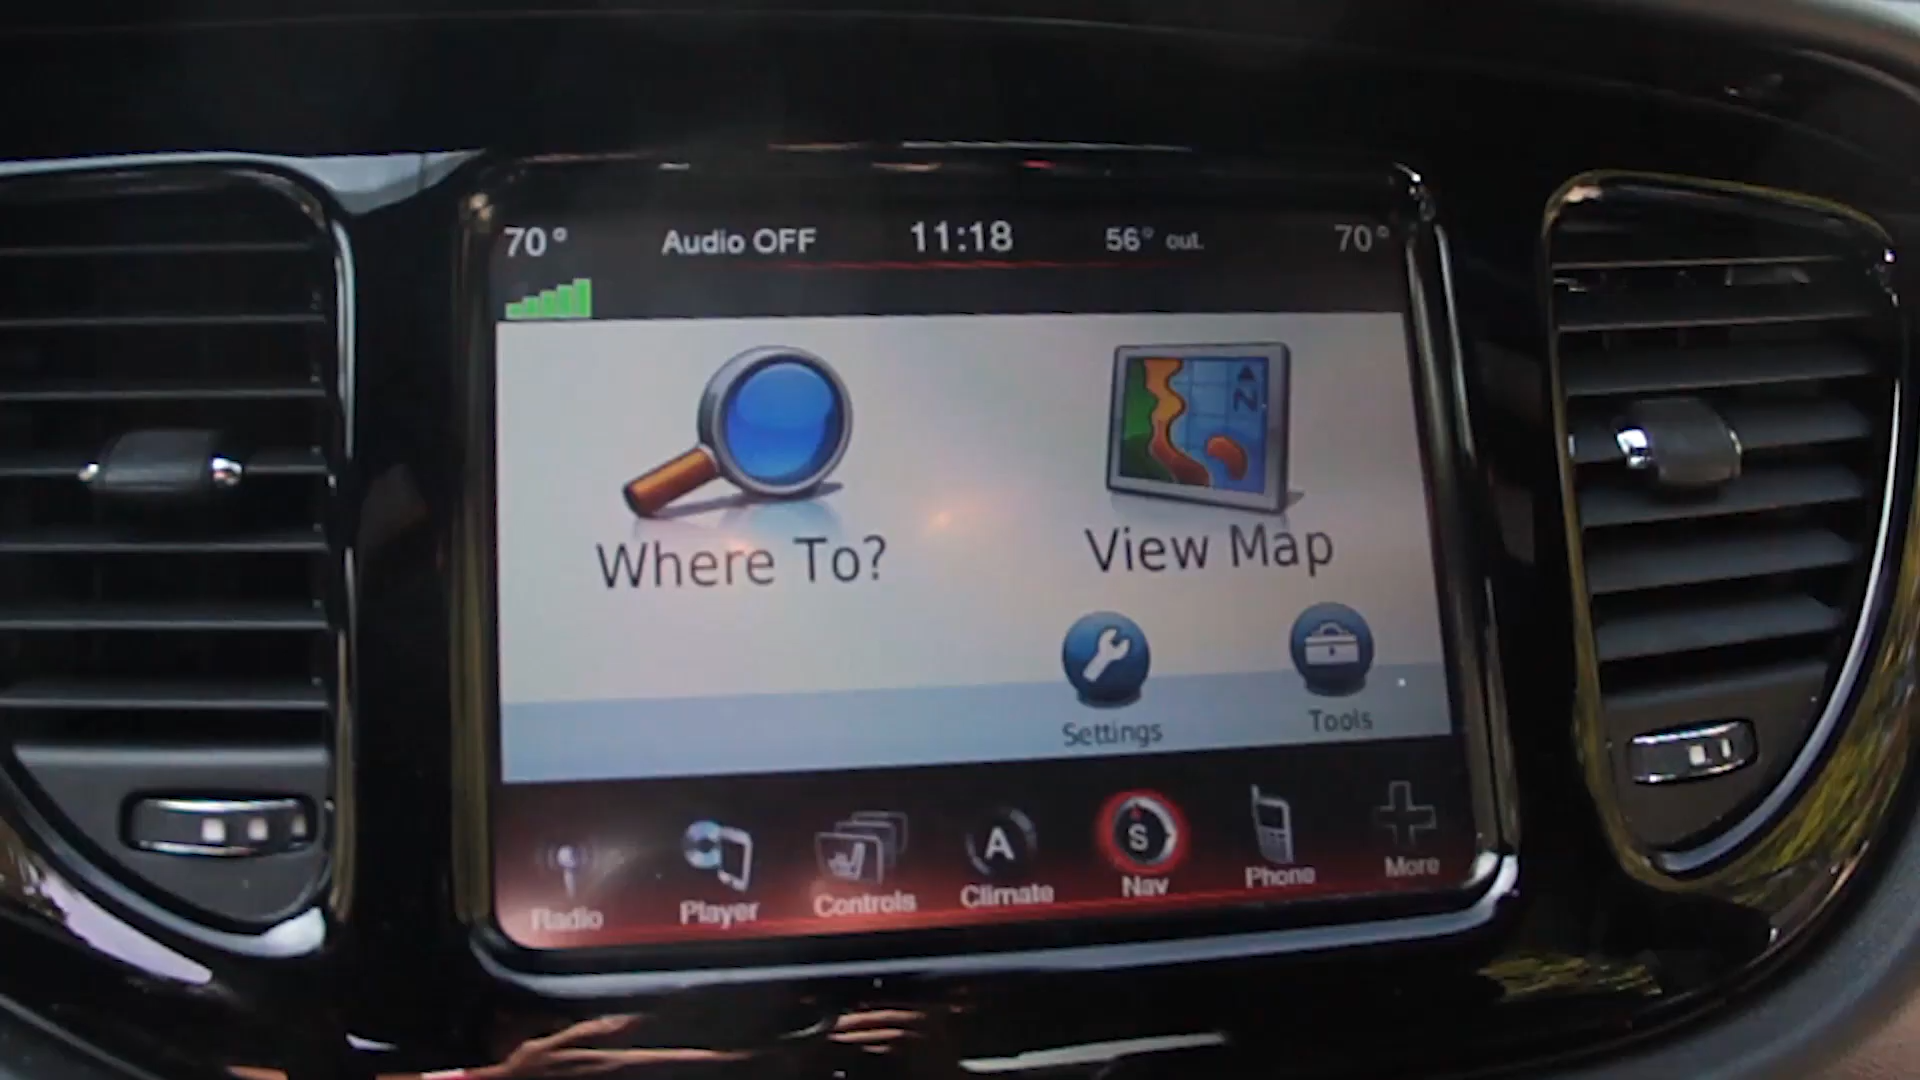 70° Audio OFF 11:18 56° out. 70°
N
Where To? View Map
Settings Tools
A S
Radio Player Controls Climate Nav Phone More